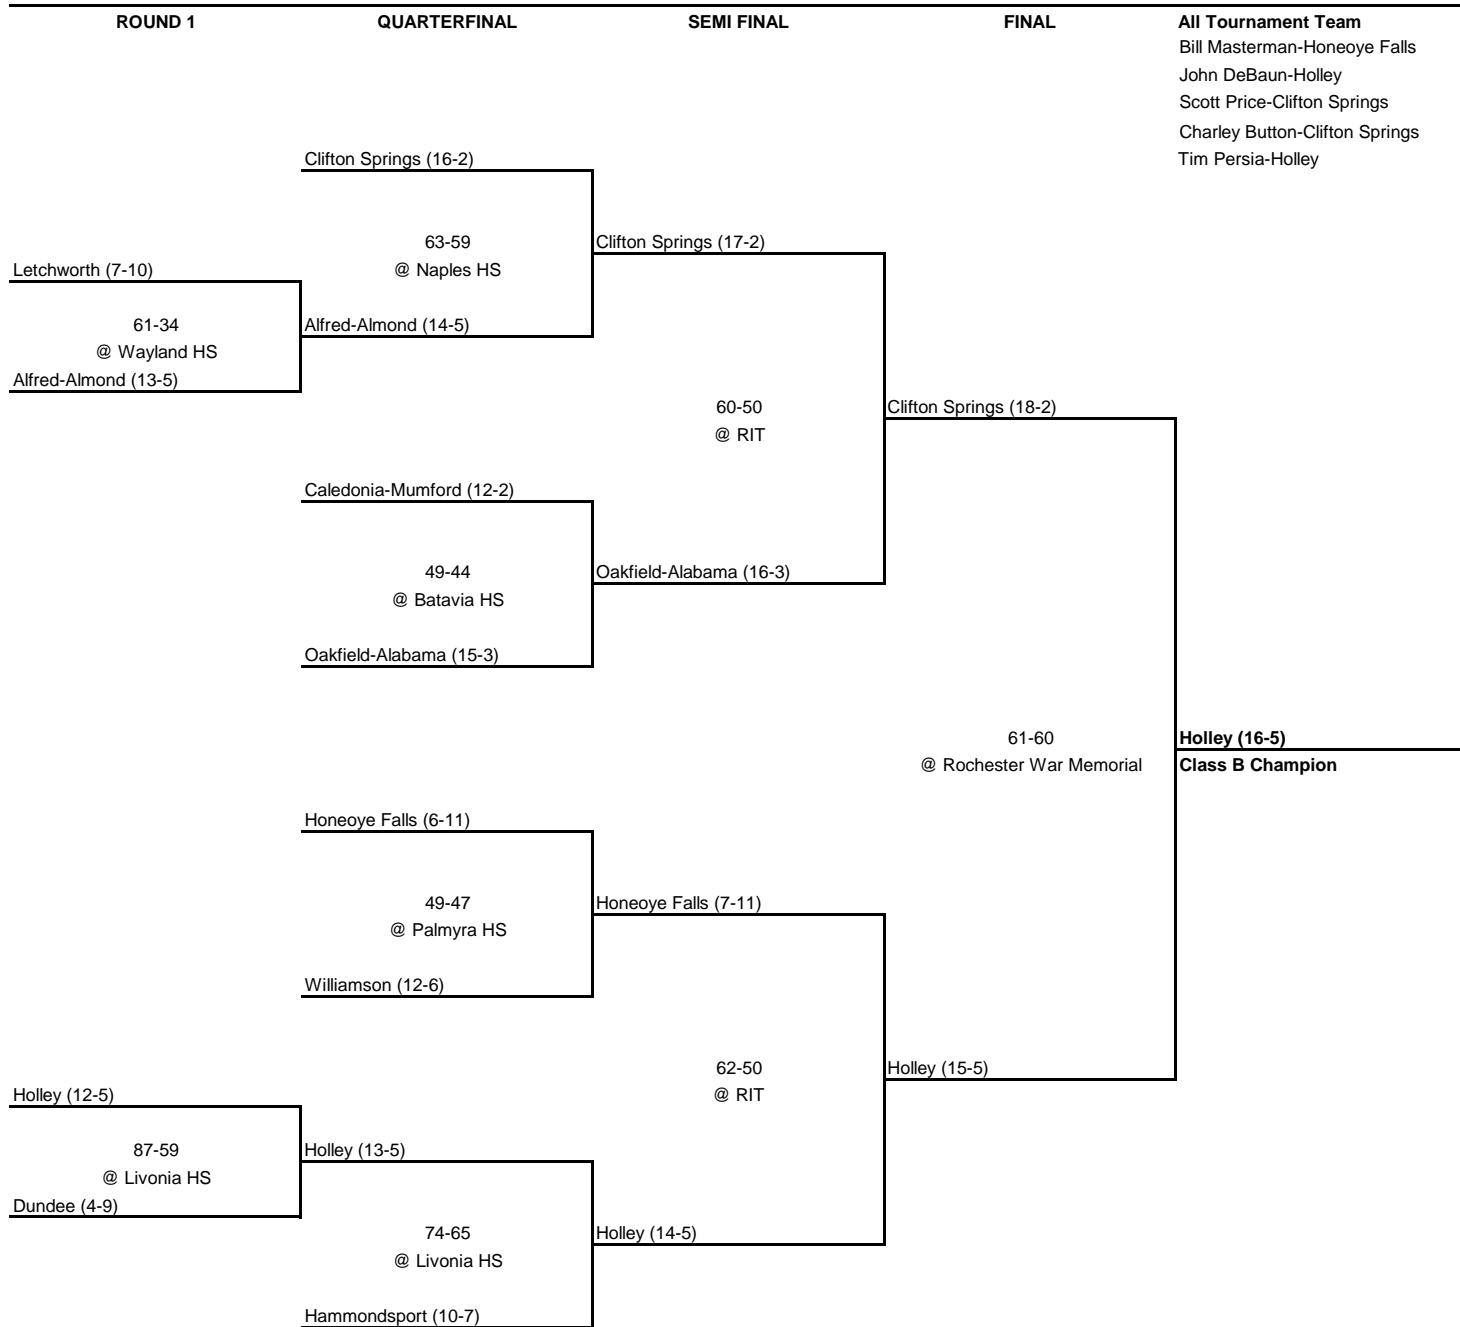 ROUND 1 QUARTERFINAL SEMI FINAL FINAL All Tournament Team
Bill Masterman-Honeoye Falls
John DeBaun-Holley
Scott Price-Clifton Springs
Charley Button-Clifton Springs
Clifton Springs (16-2) Tim Persia-Holley
63-59 Clifton Springs (17-2)
Letchworth (7-10) @ Naples HS
61-34 Alfred-Almond (14-5)
@ Wayland HS
Alfred-Almond (13-5)
60-50 Clifton Springs (18-2)
@ RIT
Caledonia-Mumford (12-2)
49-44 Oakfield-Alabama (16-3)
@ Batavia HS
Oakfield-Alabama (15-3)
61-60 Holley (16-5)
@ Rochester War Memorial Class B Champion
Honeoye Falls (6-11)
49-47 Honeoye Falls (7-11)
@ Palmyra HS
Williamson (12-6)
62-50 Holley (15-5)
Holley (12-5) @ RIT
87-59 Holley (13-5)
@ Livonia HS
Dundee (4-9)
74-65 Holley (14-5)
@ Livonia HS
Hammondsport (10-7)